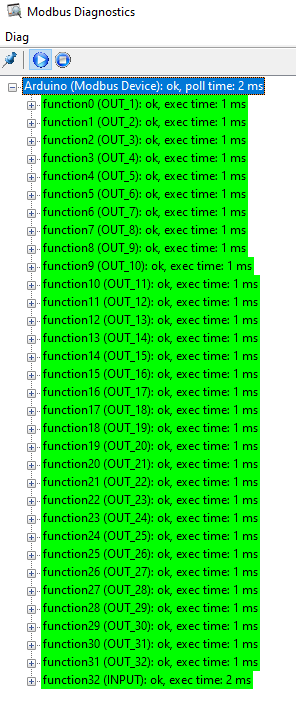 Modbus Diagnostics
Diag
Arduino (Modbus Device): ok, poll time: 2 ms
function0 (OUT_1): ok, exec time: 1 ms
function1 (OUT_2): ok, exec time: 1 ms
function2 (OUT_3): ok, exec time: 1 ms
function3 (OUT_4): ok, exec time: 1 ms
function4 (OUT_5): ok, exec time: 1 ms
function5 (OUT_6): ok, exec time: 1 ms
function6 (OUT_7): ok, exec time: 1 ms
function7 (OUT_8): ok, exec time: 1 ms
function8 (OUT_9): ok, exec time: 1 ms
function9 (OUT_10): ok, exec time: 1 ms
function10 (OUT_11): ok, exec time: 1 ms
function11 (OUT_12): ok, exec time: 1 ms
function12 (OUT_13): ok, exec time: 1 ms
function13 (OUT_14): ok, exec time: 1 ms
function14 (OUT_15): ok, exec time: 1 ms
function15 (OUT_16): ok, exec time: 1 ms
function16 (OUT_17): ok, exec time: 1 ms
function17 (OUT_18): ok, exec time: 1 ms
function18 (OUT_19): ok, exec time: 1 ms
function19 (OUT_20): ok, exec time: 1 ms
function20 (OUT_21): ok, exec time: 1 ms
function21 (OUT_22): ok, exec time: 1 ms
function22 (OUT_23): ok, exec time: 1 ms
function23 (OUT_24): ok, exec time: 1 ms
function24 (OUT_25): ok, exec time: 1 ms
function25 (OUT_26): ok, exec time: 1 ms
function26 (OUT_27): ok, exec time: 1 ms
function27 (OUT_28): ok, exec time: 1 ms
function28 (OUT_29): ok, exec time: 1 ms
function29 (OUT_30): ok, exec time: 1 ms
function30 (OUT_31): ok, exec time: 1 ms
function31 (OUT_32): ok, exec time: 1 ms
function32 (INPUT): ok, exec time: 2 ms